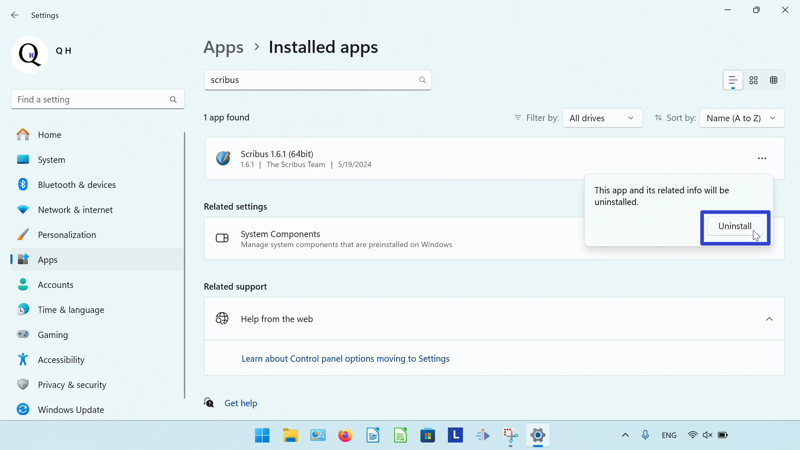 Settings
Q H
Q H
Find a setting
Home
System
Bluetooth & devices
Network & internet
Personalization
Apps
Accounts
Time & language
Gaming
Accessibility
Privacy & security
Windows Update
Apps > Installed apps
scribus
1 app found
Filter by: All drives
Sort by: Name (A to Z)
Scribus 1.6.1 (64bit)
1.6.1 | The Scribus Team | 5/19/2024
This app and its related info will be
uninstalled.
Uninstall
Related settings
System Components
Manage system components that are preinstalled on Windows
Related support
Help from the web
Learn about Control panel options moving to Settings
Get help
L
ENG